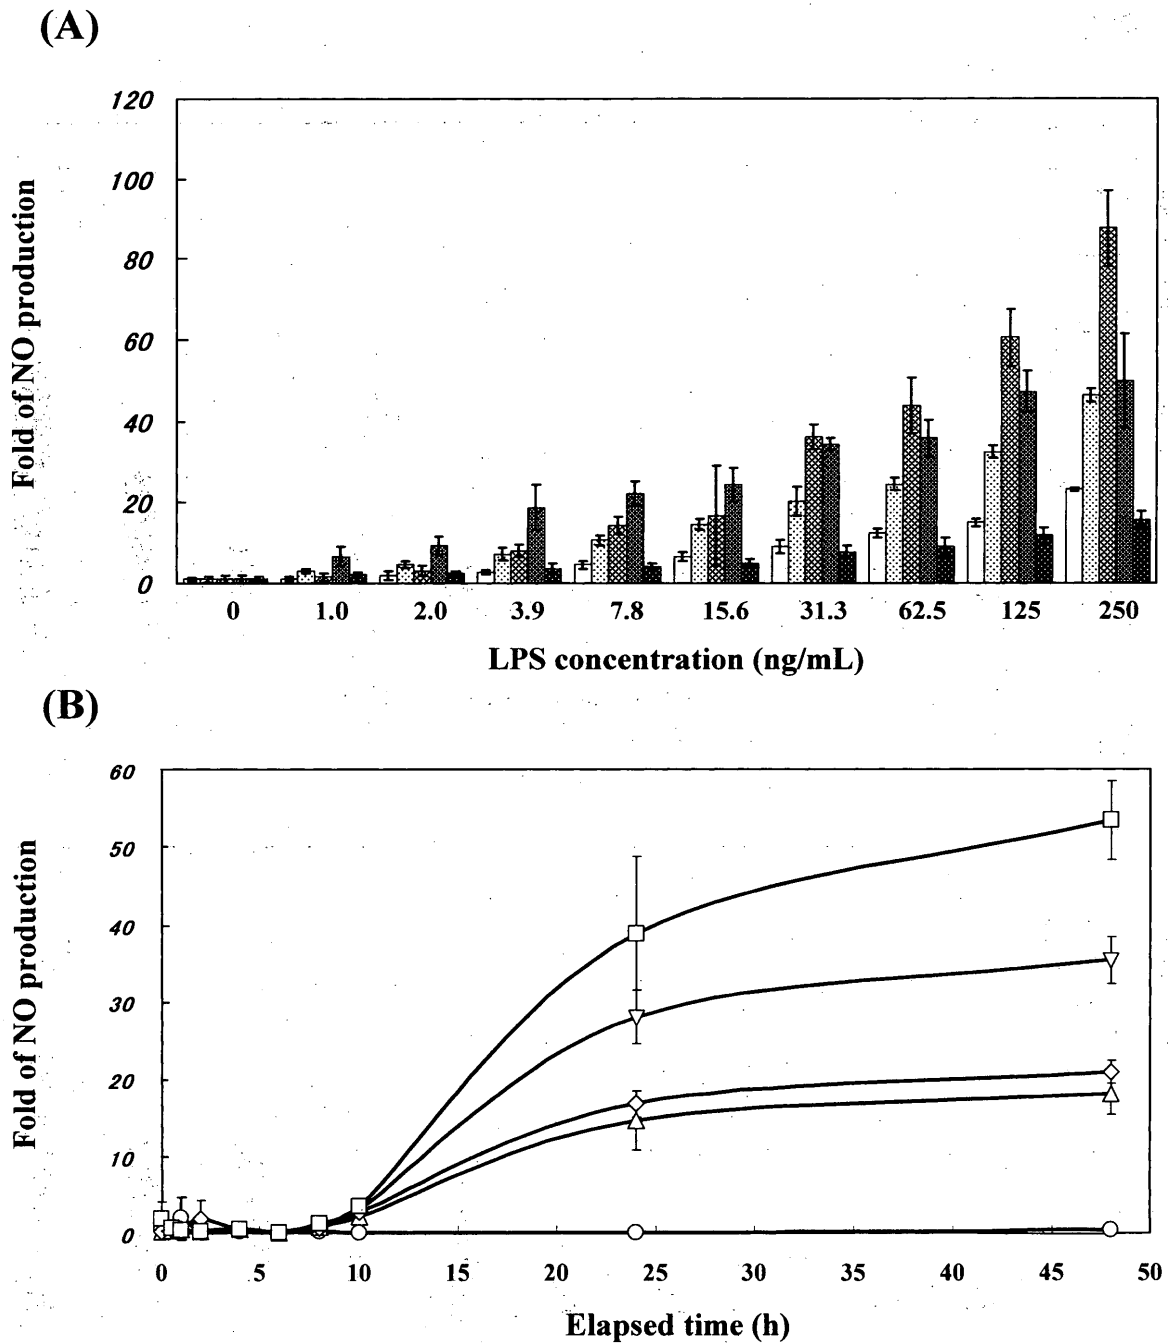 (A)
120
100
80
60
40
20
0
Fold of NO production
0 1.0 2.0 3.9 7.8 15.6 31.3 62.5 125 250
LPS concentration (ng/mL)
(B)
60
50
40
30
20
10
0
Fold of NO production
0 5 10 15 20 25 30 35 40 45 50
Elapsed time (h)